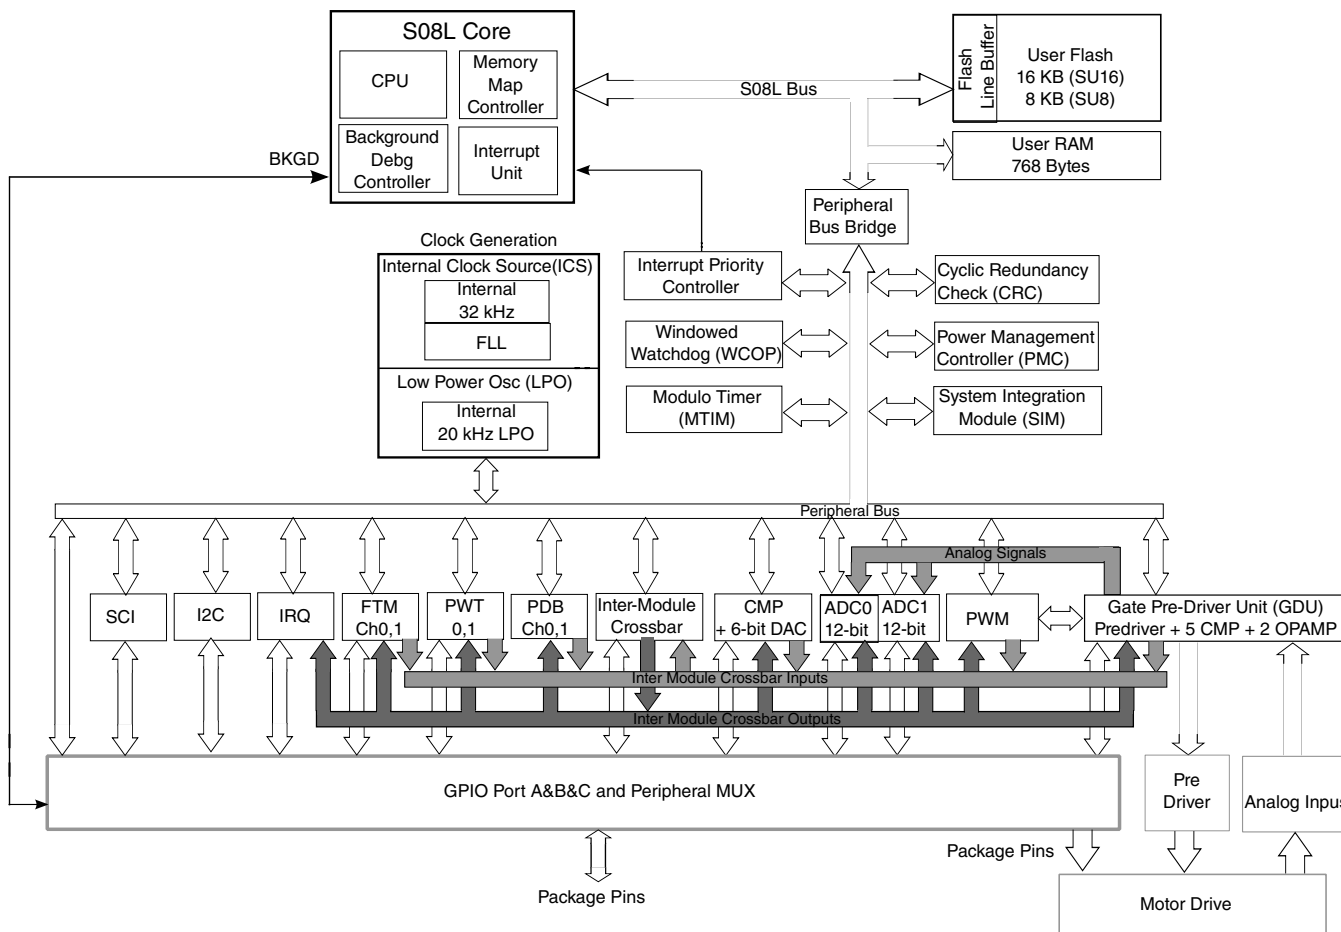 S08L Core
CPU
Memory
Map
Controller
Background
Debg
Controller
Interrupt
Unit
BKGD
S08L Bus
Flash
Line Buffer
User Flash
16 KB (SU16)
8 KB (SU8)
User RAM
768 Bytes
Peripheral
Bus Bridge
Clock Generation
Internal Clock Source(ICS)
Internal
32 kHz
FLL
Low Power Osc (LPO)
Internal
20 kHz LPO
Interrupt Priority
Controller
Cyclic Redundancy
Check (CRC)
Windowed
Watchdog (WCOP)
Power Management
Controller (PMC)
Modulo Timer
(MTIM)
System Integration
Module (SIM)
Peripheral Bus
Analog Signals
SCI
I2C
IRQ
FTM
Ch0,1
PWT
0,1
PDB
Ch0,1
Inter-Module
Crossbar
CMP
+ 6-bit DAC
ADC0
12-bit
ADC1
12-bit
PWM
Gate Pre-Driver Unit (GDU)
Predriver + 5 CMP + 2 OPAMP
Inter Module Crossbar Inputs
Inter Module Crossbar Outputs
GPIO Port A&B&C and Peripheral MUX
Pre
Driver
Analog Inpus
Package Pins
Package Pins
Motor Drive